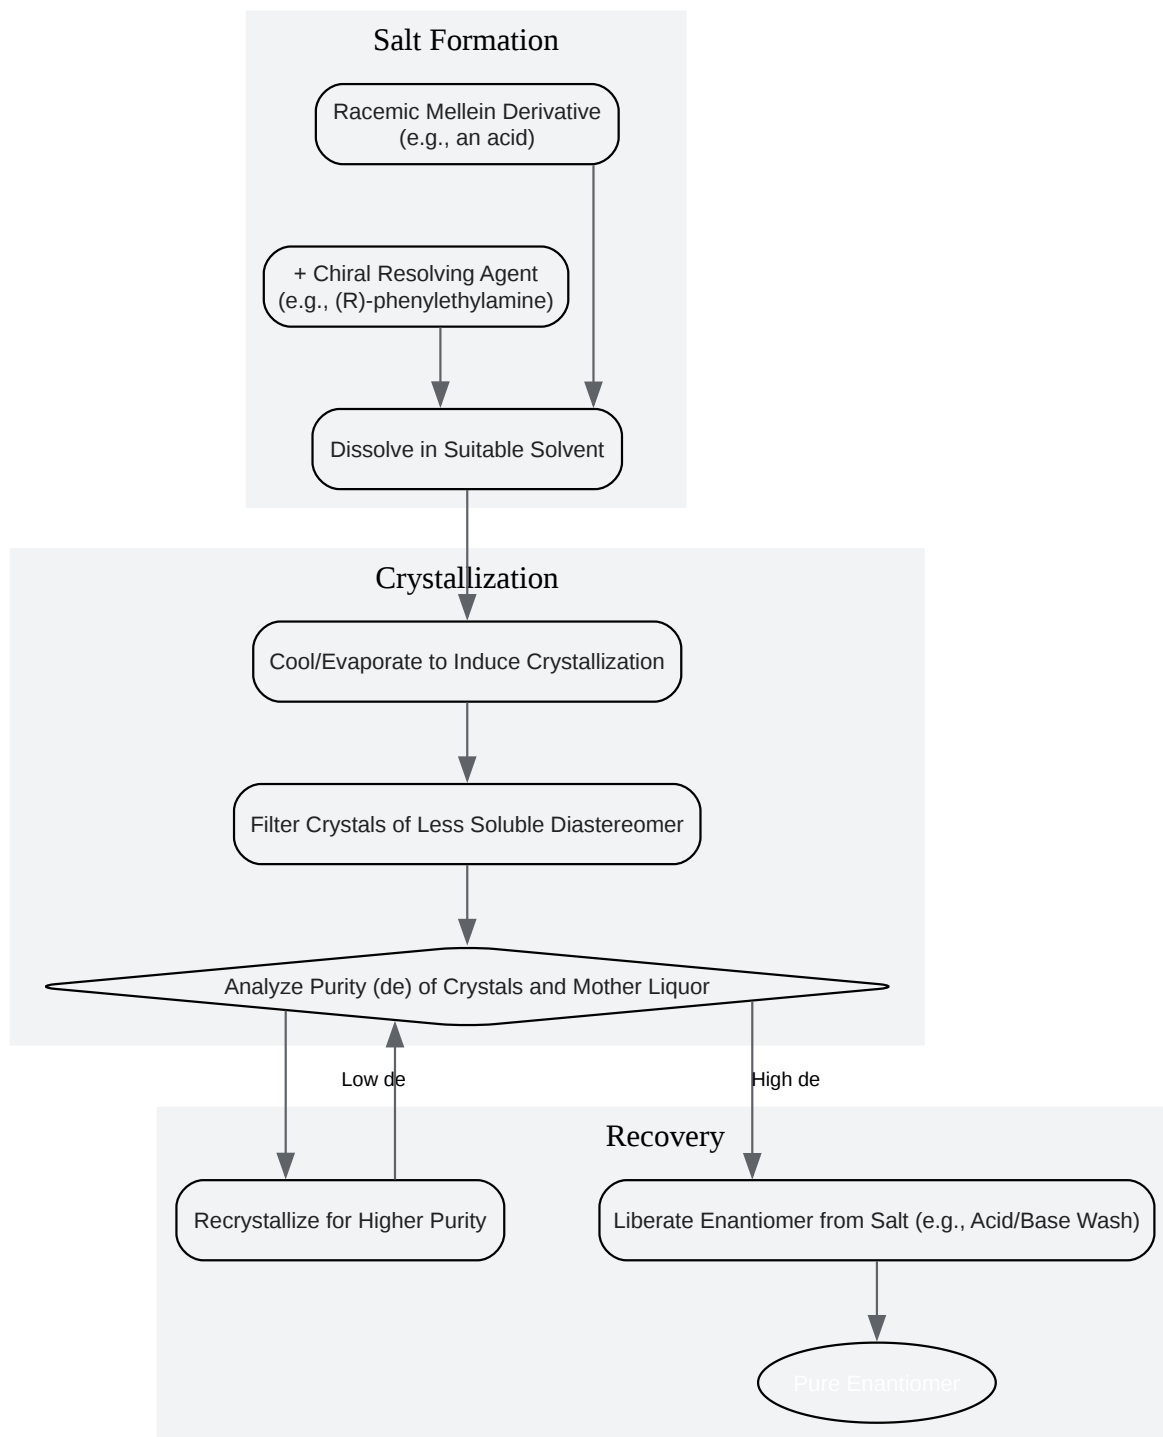 Salt Formation
Racemic Mellein Derivative
(e.g., an acid)
+ Chiral Resolving Agent
(e.g., (R)-phenylethylamine)
Dissolve in Suitable Solvent
Crystallization
Cool/Evaporate to Induce Crystallization
Filter Crystals of Less Soluble Diastereomer
Analyze Purity (de) of Crystals and Mother Liquor
Low de
High de
Recovery
Recrystallize for Higher Purity
Liberate Enantiomer from Salt (e.g., Acid/Base Wash)
Pure Enantiomer